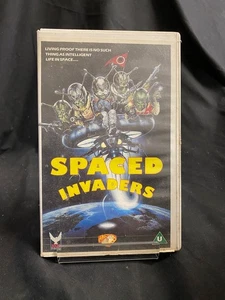 LIVING PROOF THERE IS NO SUCH
THING AS INTELLIGENT
LIFE IN SPACE.....
SPACED
INVADERS
U